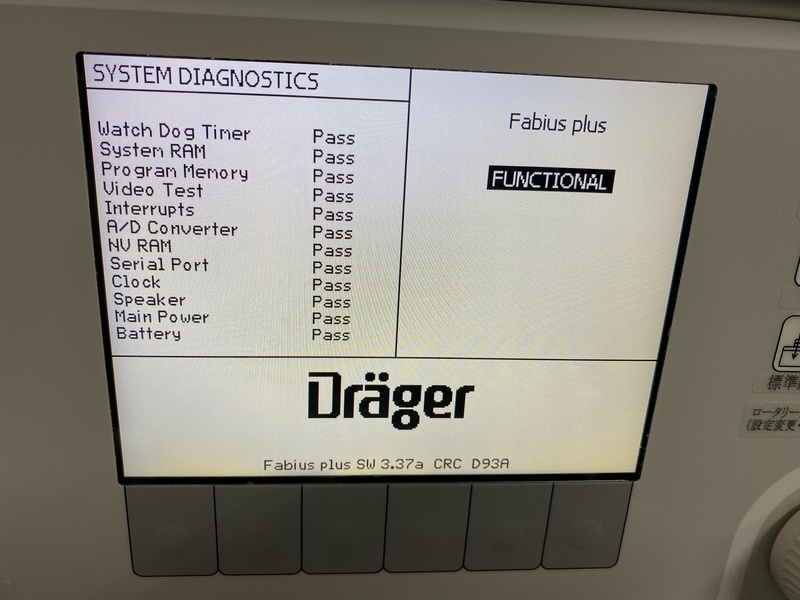 SYSTEM DIAGNOSTICS
Watch Dog Timer Pass
System RAM Pass
Program Memory Pass
Video Test Pass
Interrupts Pass
A/D Converter Pass
NV RAM Pass
Serial Port Pass
Clock Pass
Speaker Pass
Main Power Pass
Battery Pass
Fabius plus
FUNCTIONAL
Dräger
Fabius plus SW 3.37a CRC D93A
標準
ロータリー
(設定変更・